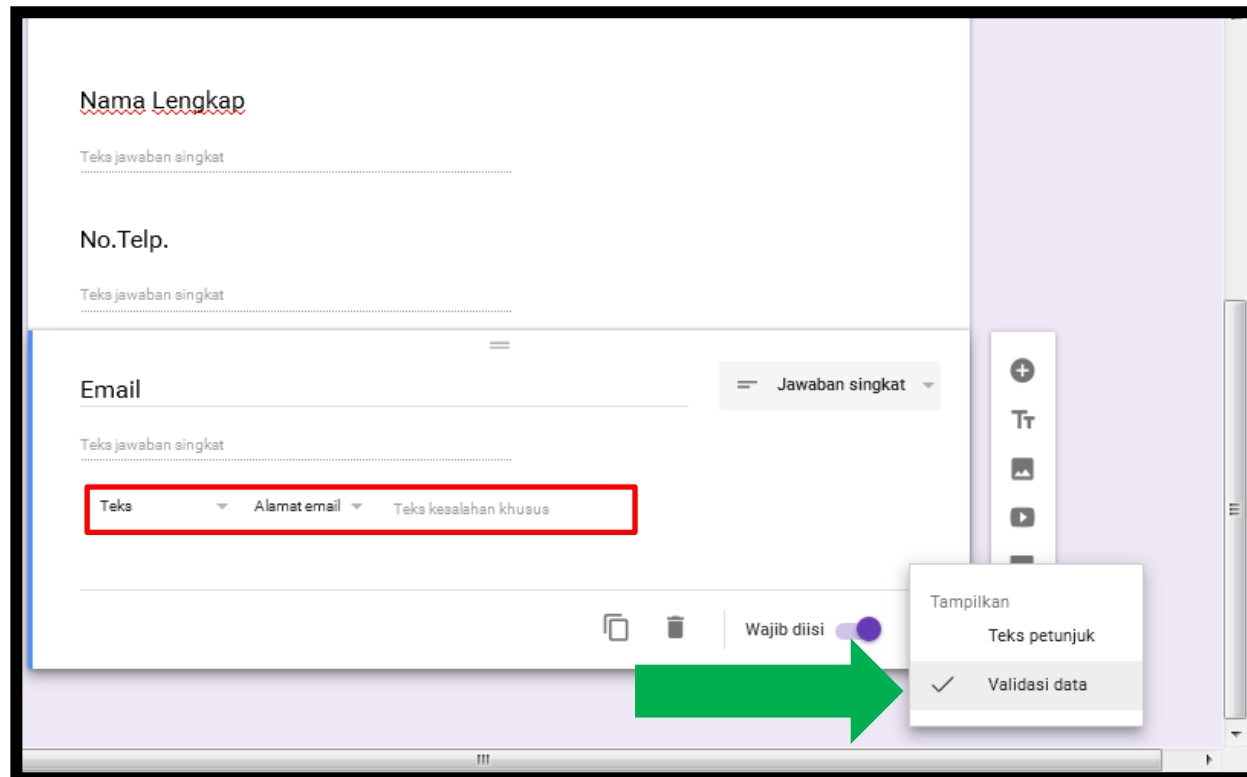 Nama Lengkap
Teks jawaban singkat
No.Telp.
Teks jawaban singkat
Email
Jawaban singkat
Teks jawaban singkat
Teks Alamat email Teks kesalahan khusus
Wajib diisi
Tampilkan
Teks petunjuk
Validasi data